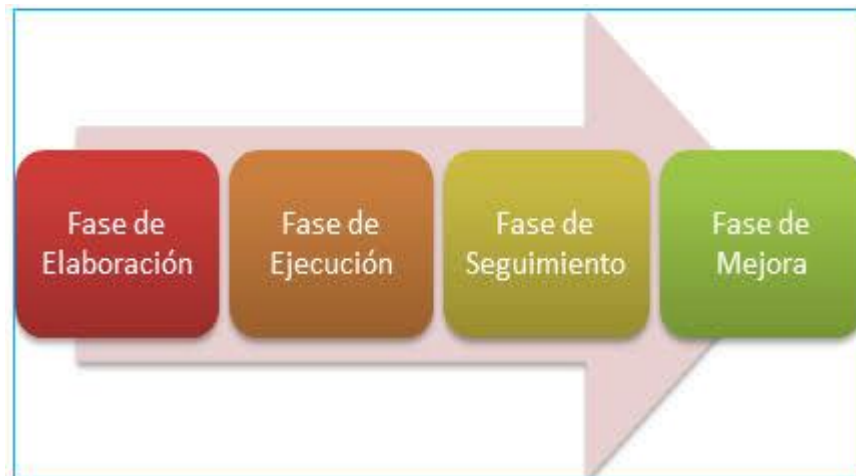 Fase de
Elaboración
Fase de
Ejecución
Fase de
Seguimiento
Fase de
Mejora